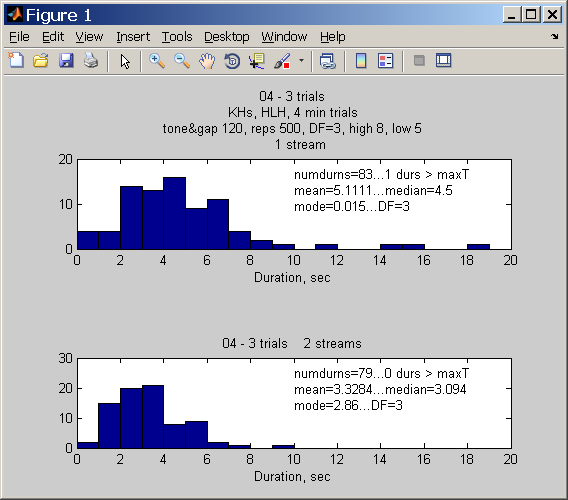 Figure 1
File Edit View Insert Tools Desktop Window Help
04 - 3 trials
KHs, HLH, 4 min trials
tone&gap 120, reps 500, DF=3, high 8, low 5
1 stream
20
10
0
numdurns=83...1 durs > maxT
mean=5.1111...median=4.5
mode=0.015...DF=3
0 2 4 6 8 10 12 14 16 18 20
Duration, sec
04 - 3 trials 2 streams
30
20
10
0
numdurns=79...0 durs > maxT
mean=3.3284...median=3.094
mode=2.86...DF=3
0 2 4 6 8 10 12 14 16 18 20
Duration, sec